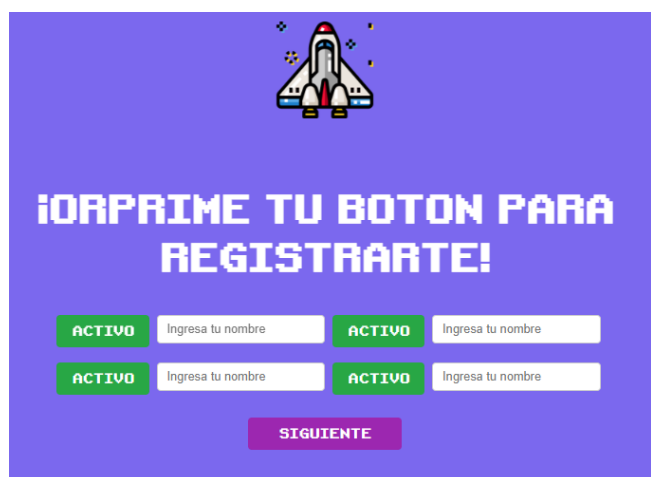 ¡ORPRIME TU BOTON PARA
REGISTRARTE!
ACTIVO Ingresa tu nombre ACTIVO Ingresa tu nombre
ACTIVO Ingresa tu nombre ACTIVO Ingresa tu nombre
SIGUIENTE